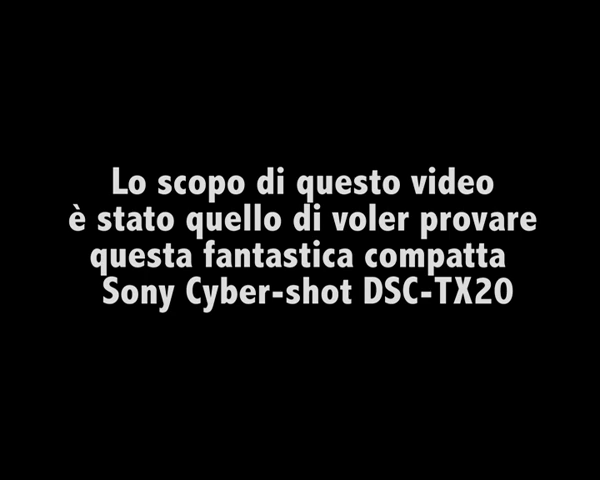 Lo scopo di questo video
è stato quello di voler provare
questa fantastica compatta
Sony Cyber-shot DSC-TX20